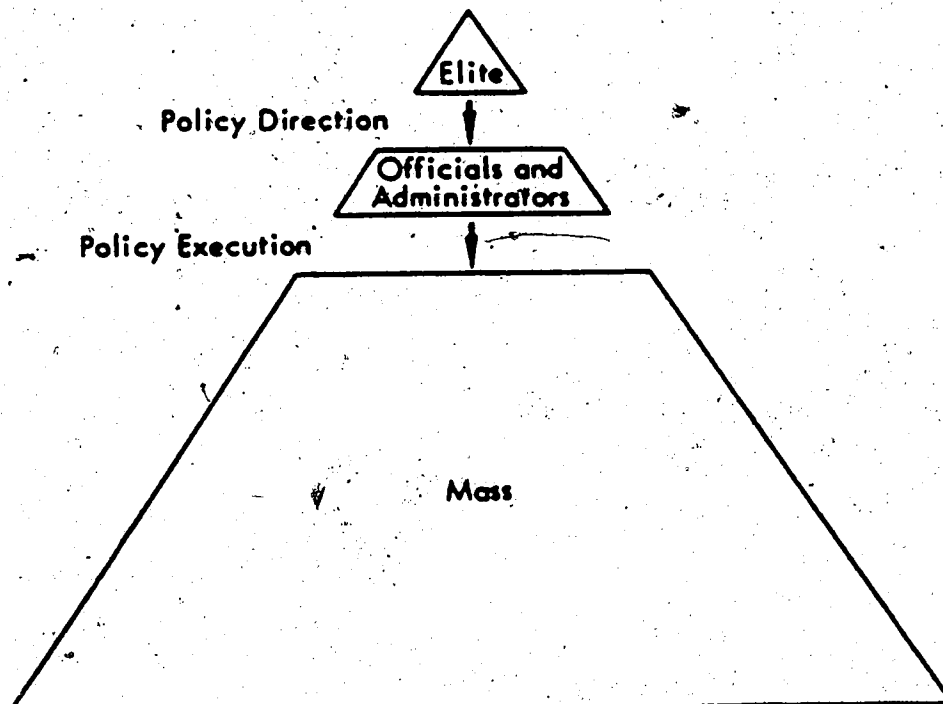 Elite
Policy Direction
Officials and
Administrators
Policy Execution
Mass